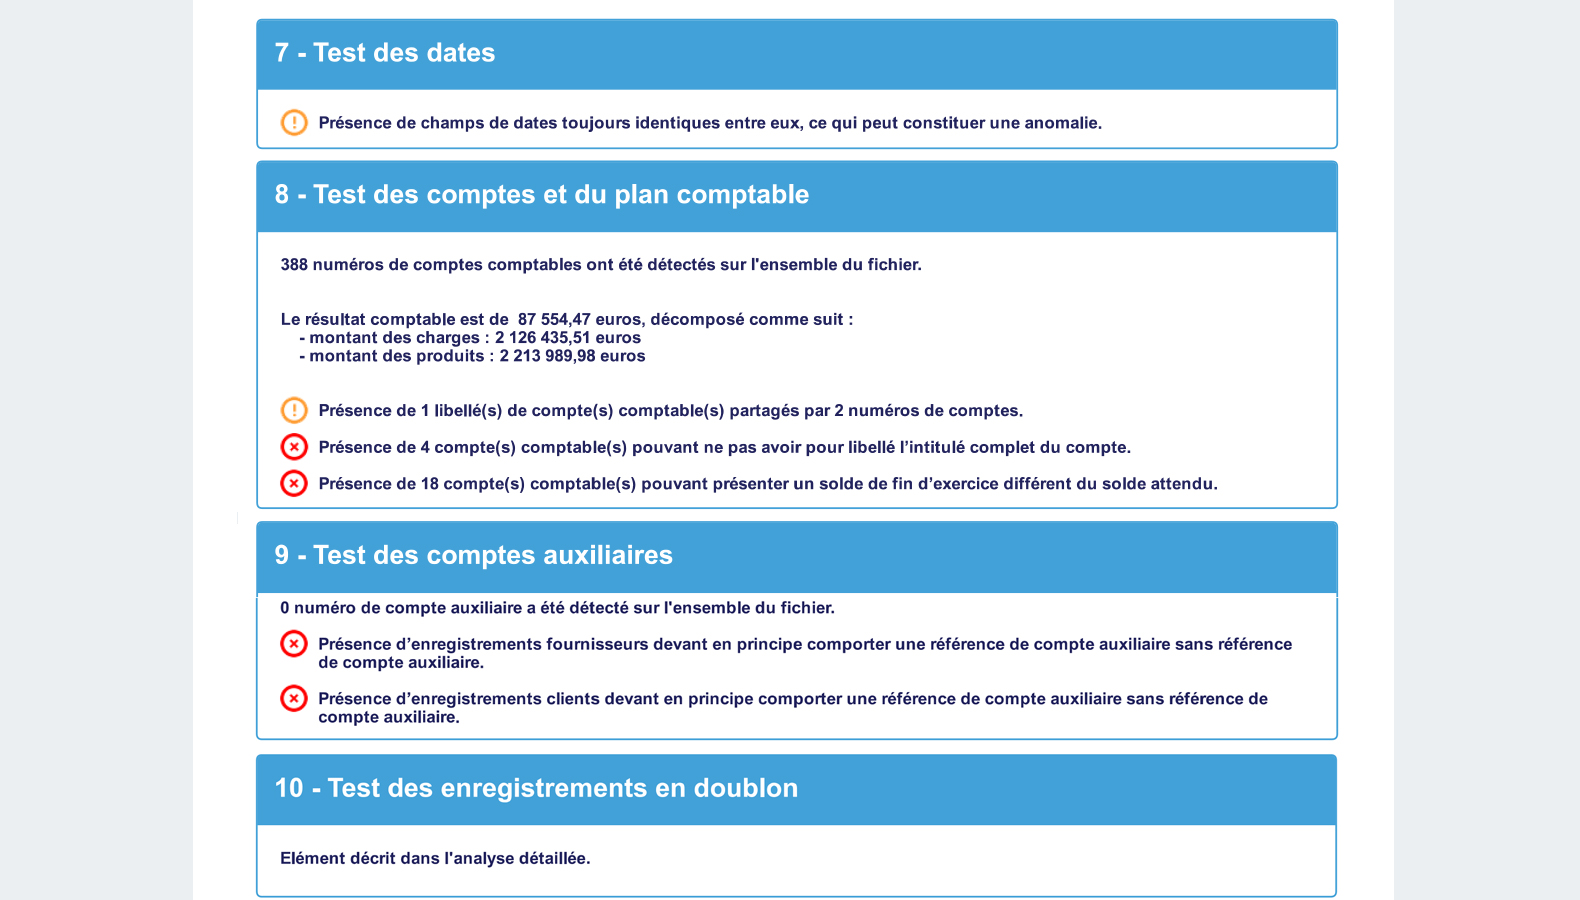 7 - Test des dates
Présence de champs de dates toujours identiques entre eux, ce qui peut constituer une anomalie.
8 - Test des comptes et du plan comptable
388 numéros de comptes comptables ont été détectés sur l'ensemble du fichier.
Le résultat comptable est de  87 554,47 euros, décomposé comme suit :
- montant des charges : 2 126 435,51 euros
- montant des produits : 2 213 989,98 euros
Présence de 1 libellé(s) de compte(s) comptable(s) partagés par 2 numéros de comptes.
Présence de 4 compte(s) comptable(s) pouvant ne pas avoir pour libellé l’intitulé complet du compte.
Présence de 18 compte(s) comptable(s) pouvant présenter un solde de fin d’exercice différent du solde attendu.
9 - Test des comptes auxiliaires
0 numéro de compte auxiliaire a été détecté sur l'ensemble du fichier.
Présence d’enregistrements fournisseurs devant en principe comporter une référence de compte auxiliaire sans référence
de compte auxiliaire.
Présence d’enregistrements clients devant en principe comporter une référence de compte auxiliaire sans référence de
compte auxiliaire.
10 - Test des enregistrements en doublon
Elément décrit dans l'analyse détaillée.